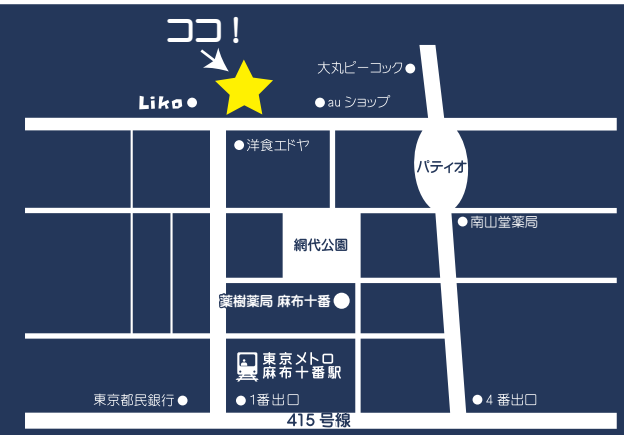 ココ！
大丸ピーコック
Liko
au ショップ
洋食エドヤ
パティオ
南山堂薬局
網代公園
薬樹薬局 麻布十番
東京メトロ
麻布十番駅
東京都民銀行
1番出口
4 番出口
415 号線